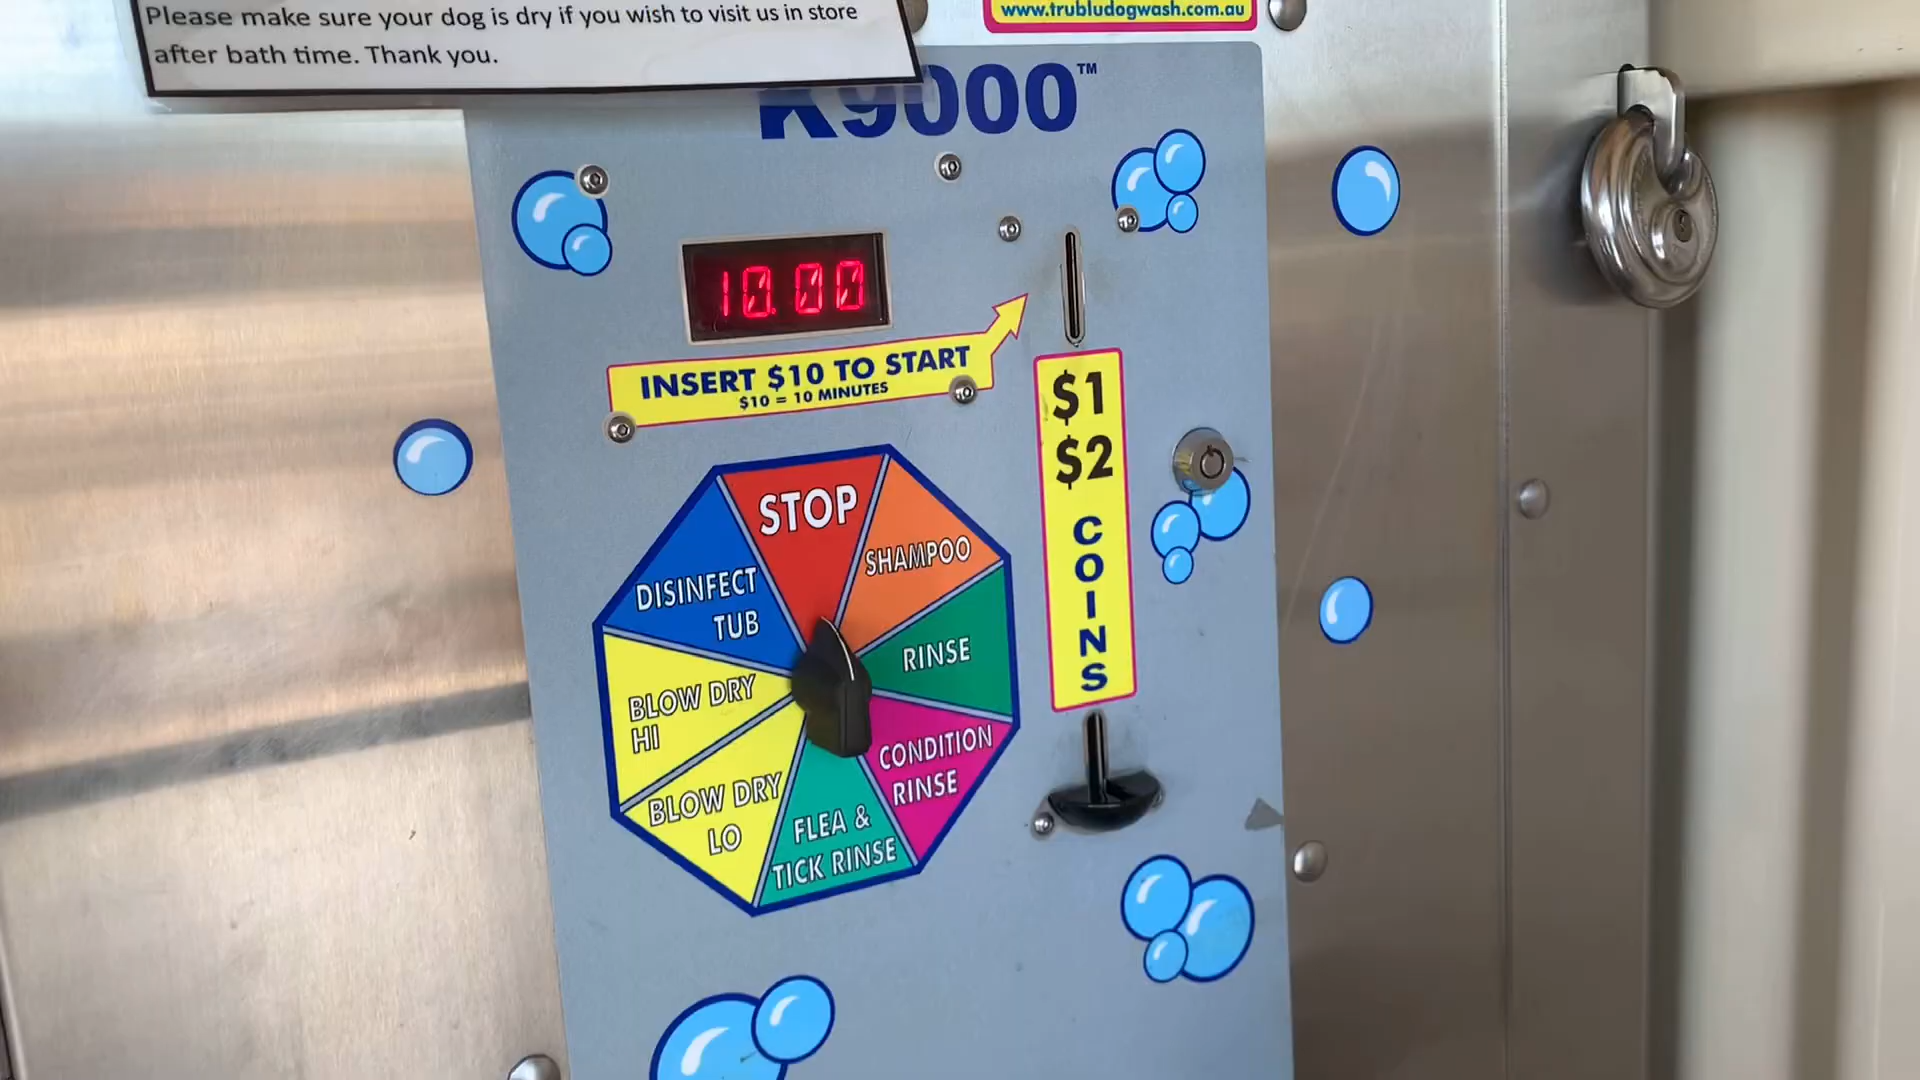 Please make sure your dog is dry if you wish to visit us in store
after bath time. Thank you.
www.trubludogwash.com.au
K9000™
10.00
INSERT $10 TO START
$10 = 10 MINUTES
$1
$2
COINS
STOP
SHAMPOO
RINSE
CONDITION
RINSE
FLEA &
TICK RINSE
BLOW DRY
LO
BLOW DRY
HI
DISINFECT
TUB